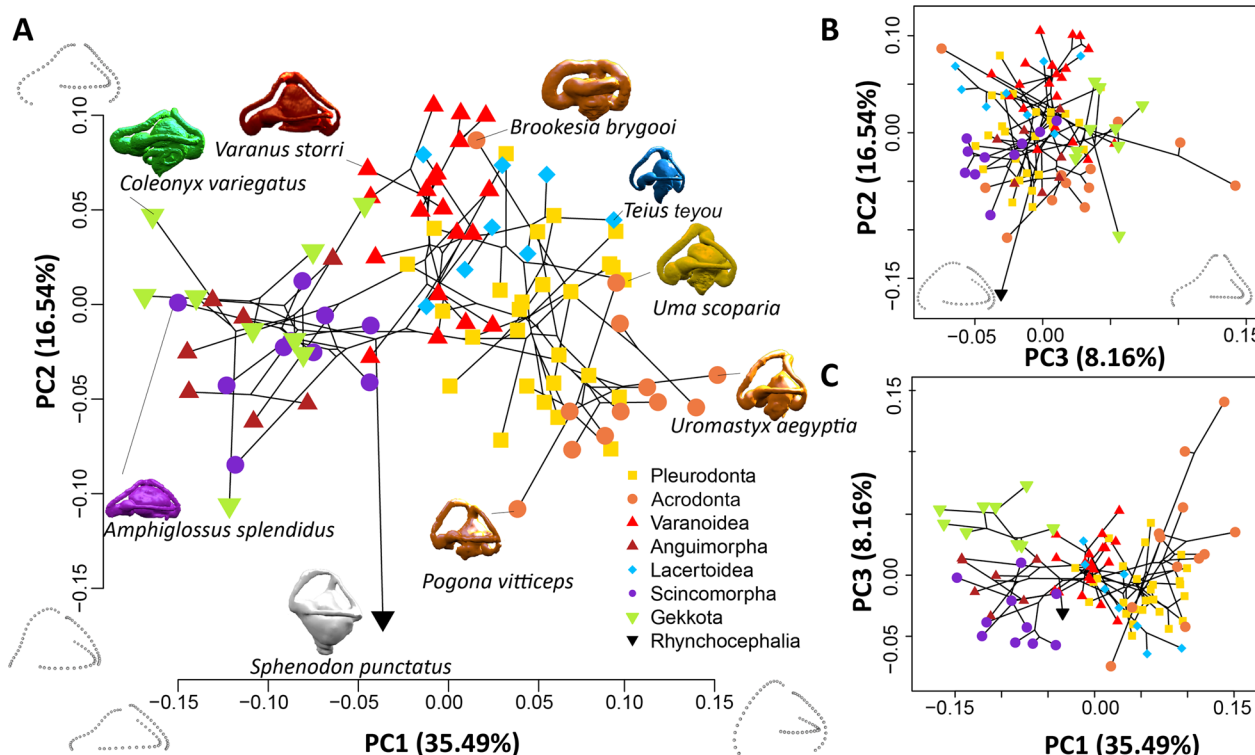 A
B
C
PC2 (16.54%)
0.10
0.05
0.00
−0.05
−0.10
−0.15
Coleonyx variegatus
Varanus storri
Brookesia brygooi
Teius teyou
Uma scoparia
Uromastyx aegyptia
Pogona vitticeps
Amphiglossus splendidus
Sphenodon punctatus
Pleurodonta
Acrodonta
Varanoidea
Anguimorpha
Lacertoidea
Scincomorpha
Gekkota
Rhynchocephalia
−0.15
−0.10
−0.05
0.00
0.05
0.10
0.15
PC1 (35.49%)
PC2 (16.54%)
0.10
0.00
−0.15
−0.05
0.00
0.15
PC3 (8.16%)
PC3 (8.16%)
0.15
0.00
−0.05
−0.15
0.00
0.15
PC1 (35.49%)